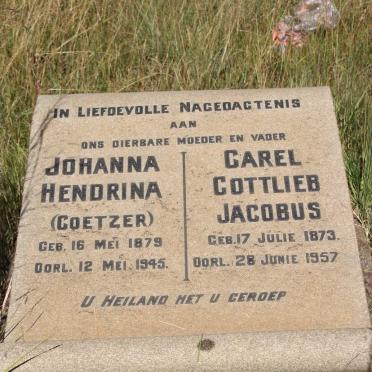 IN LIEFDEVOLLE NAGEDAGTENIS
AAN
ONS DIERBARE MOEDER EN VADER
JOHANNA
HENDRINA
(COETZER)
GEB. 16 MEI 1879
OORL. 12 MEI. 1945.
CAREL
GOTTLIEB
JACOBUS
GEB. 17 JULIE 1873.
OORL. 28 JUNIE 1957
U HEILAND HET U GEROEP